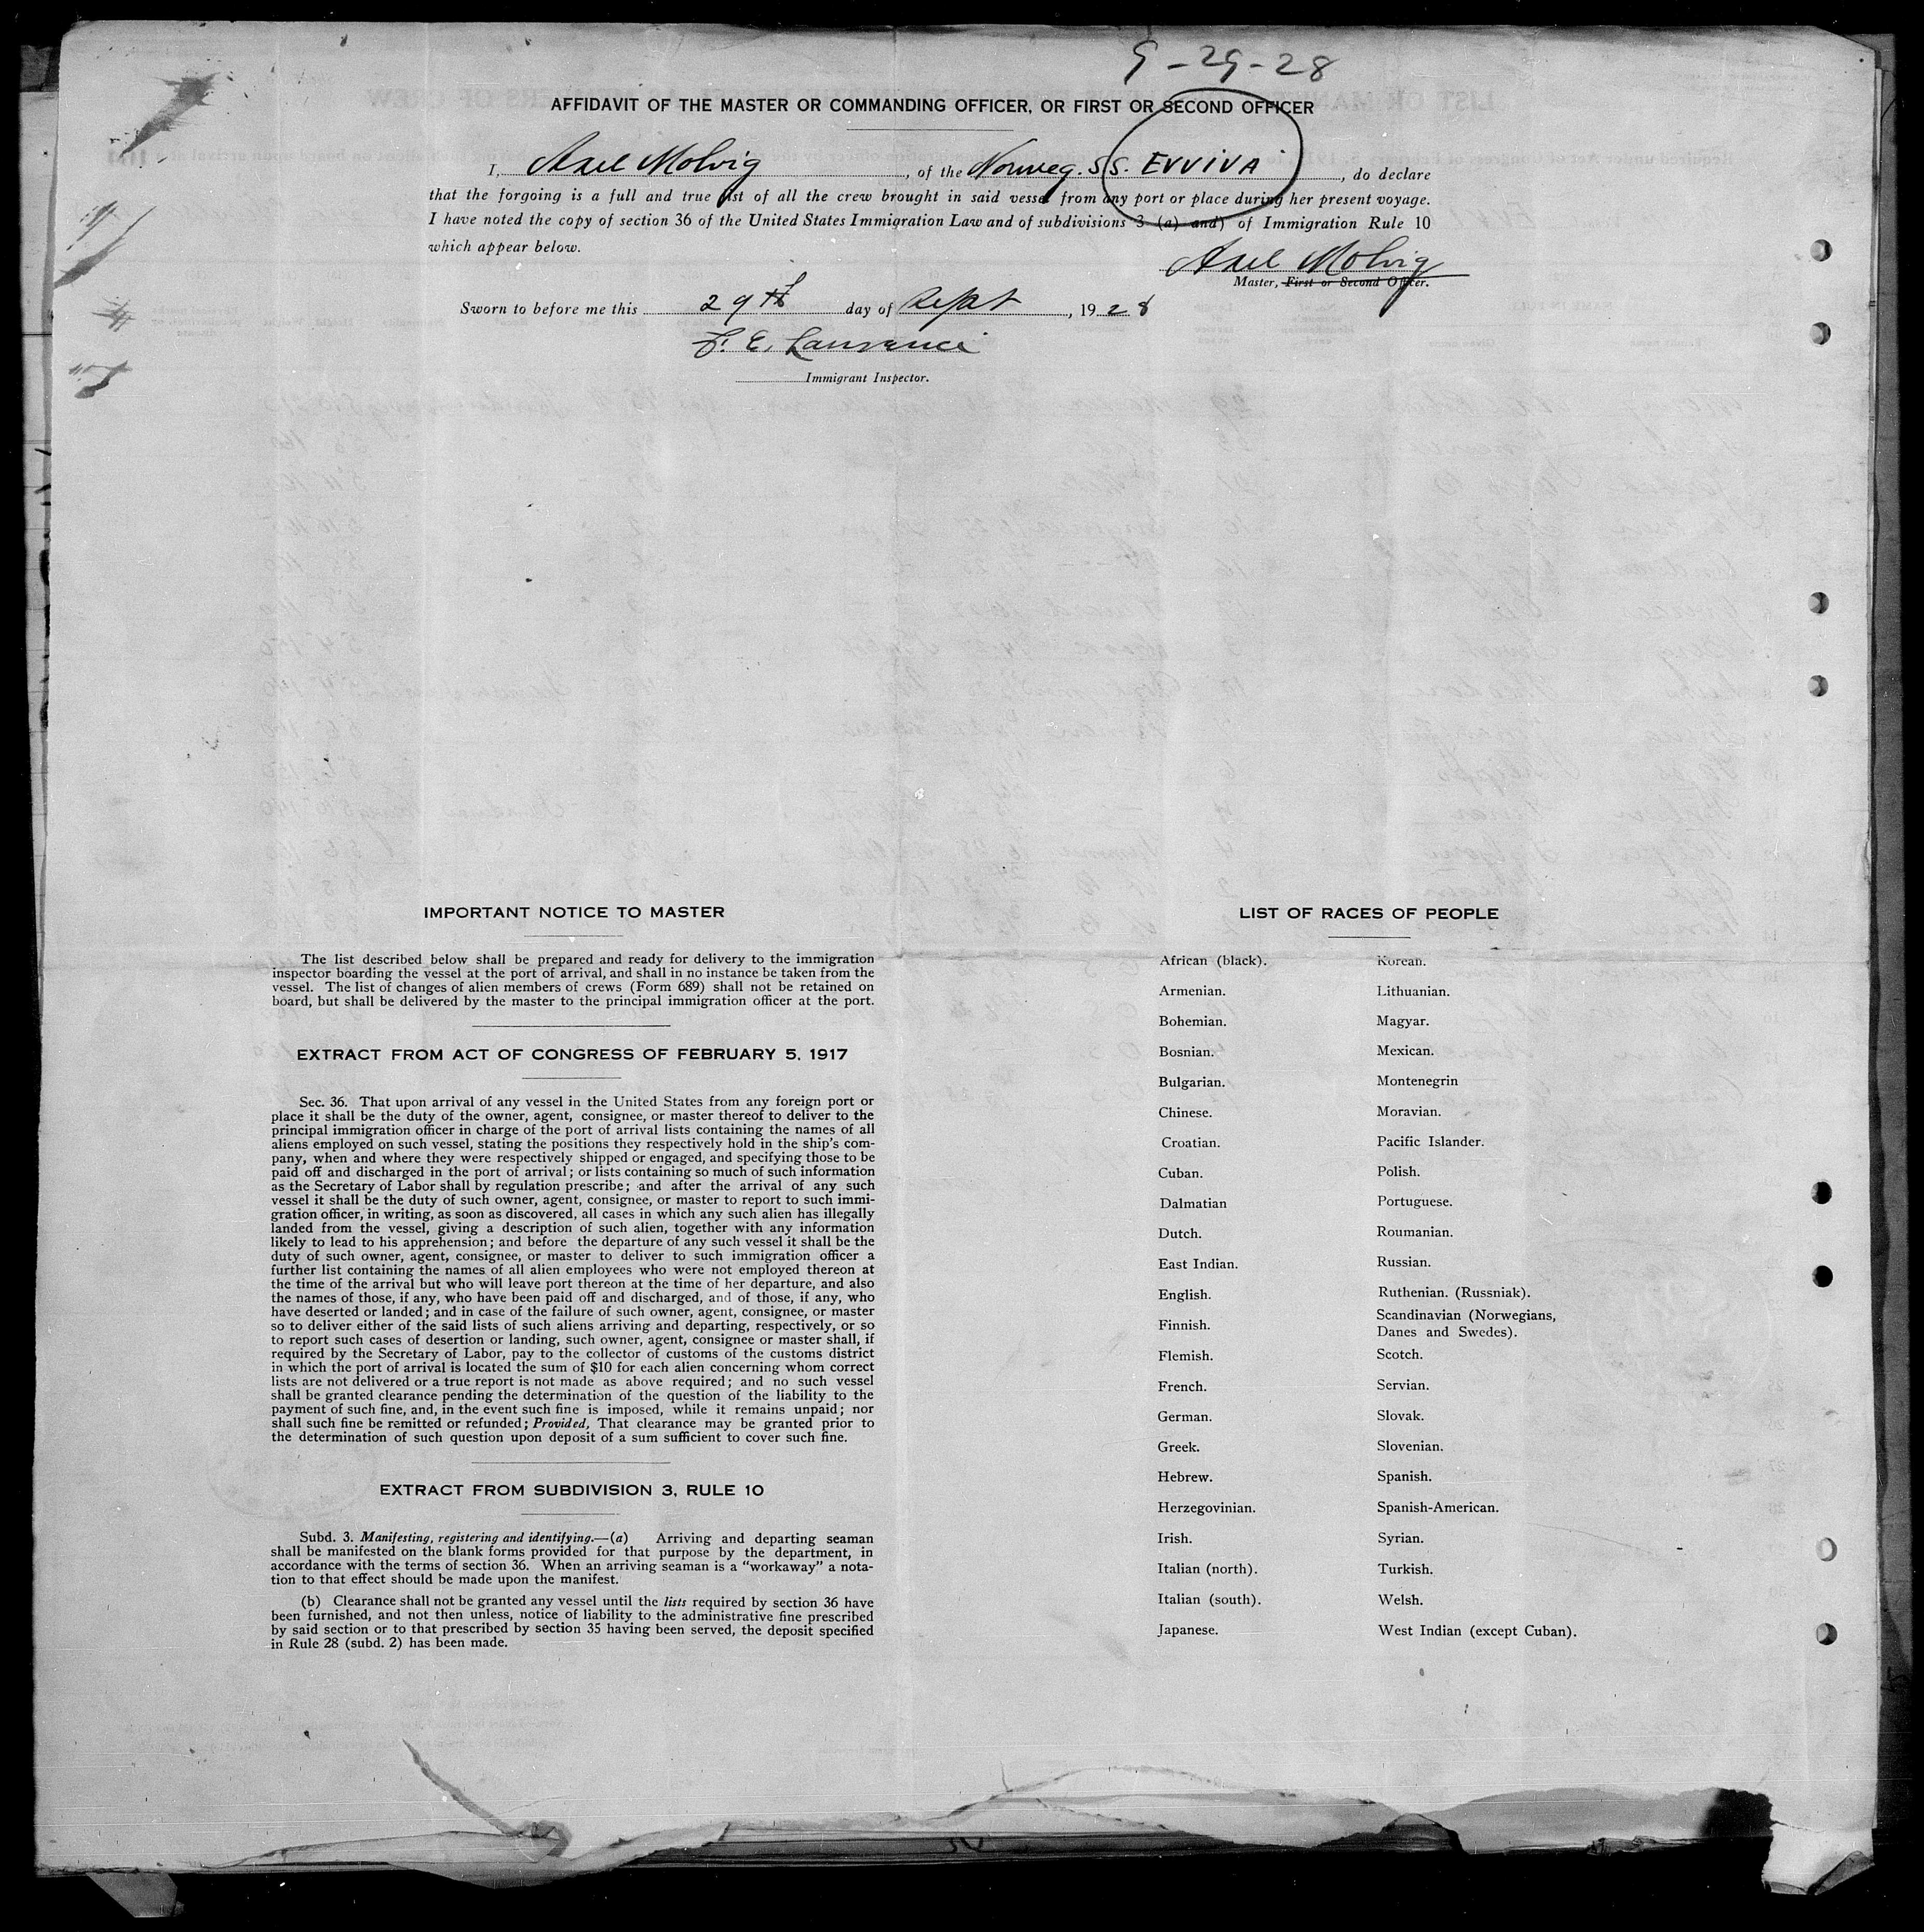 9-29-28
AFFIDAVIT OF THE MASTER OR COMMANDING OFFICER, OR FIRST OR SECOND OFFICER
I, Axel Molvig, of the Norweg. SS. EVVIVA, do declare
that the forgoing is a full and true list of all the crew brought in said vessel from any port or place during her present voyage.
I have noted the copy of section 36 of the United States Immigration Law and of subdivisions 3 (a) and) of Immigration Rule 10
which appear below.
Axel Molvig
Master, First or Second Officer.
Sworn to before me this 29th day of Sept, 1928
F. E. Lawrence
Immigrant Inspector.
IMPORTANT NOTICE TO MASTER
The list described below shall be prepared and ready for delivery to the immigration
inspector boarding the vessel at the port of arrival, and shall in no instance be taken from the
vessel. The list of changes of alien members of crews (Form 689) shall not be retained on
board, but shall be delivered by the master to the principal immigration officer at the port.
EXTRACT FROM ACT OF CONGRESS OF FEBRUARY 5, 1917
Sec. 36. That upon arrival of any vessel in the United States from any foreign port or
place it shall be the duty of the owner, agent, consignee, or master thereof to deliver to the
principal immigration officer in charge of the port of arrival lists containing the names of all
aliens employed on such vessel, stating the positions they respectively hold in the ship's com-
pany, when and where they were respectively shipped or engaged, and specifying those to be
paid off and discharged in the port of arrival; or lists containing so much of such information
as the Secretary of Labor shall by regulation prescribe; and after the arrival of any such
vessel it shall be the duty of such owner, agent, consignee, or master to report to such immi-
gration officer, in writing, as soon as discovered, all cases in which any such alien has illegally
landed from the vessel, giving a description of such alien, together with any information
likely to lead to his apprehension; and before the departure of any such vessel it shall be the
duty of such owner, agent, consignee, or master to deliver to such immigration officer a
further list containing the names of all alien employees who were not employed thereon at
the time of the arrival but who will leave port thereon at the time of her departure, and also
the names of those, if any, who have been paid off and discharged, and of those, if any, who
have deserted or landed; and in case of the failure of such owner, agent, consignee, or master
so to deliver either of the said lists of such aliens arriving and departing, respectively, or so
to report such cases of desertion or landing, such owner, agent, consignee or master shall, if
required by the Secretary of Labor, pay to the collector of customs of the customs district
in which the port of arrival is located the sum of $10 for each alien concerning whom correct
lists are not delivered or a true report is not made as above required; and no such vessel
shall be granted clearance pending the determination of the question of the liability to the
payment of such fine, and, in the event such fine is imposed, while it remains unpaid; nor
shall such fine be remitted or refunded; Provided, That clearance may be granted prior to
the determination of such question upon deposit of a sum sufficient to cover such fine.
EXTRACT FROM SUBDIVISION 3, RULE 10
Subd. 3. Manifesting, registering and identifying.—(a) Arriving and departing seaman
shall be manifested on the blank forms provided for that purpose by the department, in
accordance with the terms of section 36. When an arriving seaman is a "workaway" a nota-
tion to that effect should be made upon the manifest.
(b) Clearance shall not be granted any vessel until the lists required by section 36 have
been furnished, and not then unless, notice of liability to the administrative fine prescribed
by said section or to that prescribed by section 35 having been served, the deposit specified
in Rule 28 (subd. 2) has been made.
LIST OF RACES OF PEOPLE
African (black).
Armenian.
Bohemian.
Bosnian.
Bulgarian.
Chinese.
Croatian.
Cuban.
Dalmatian
Dutch.
East Indian.
English.
Finnish.
Flemish.
French.
German.
Greek.
Hebrew.
Herzegovinian.
Irish.
Italian (north).
Italian (south).
Japanese.
Korean.
Lithuanian.
Magyar.
Mexican.
Montenegrin
Moravian.
Pacific Islander.
Polish.
Portuguese.
Roumanian.
Russian.
Ruthenian. (Russniak).
Scandinavian (Norwegians,
Danes and Swedes).
Scotch.
Servian.
Slovak.
Slovenian.
Spanish.
Spanish-American.
Syrian.
Turkish.
Welsh.
West Indian (except Cuban).